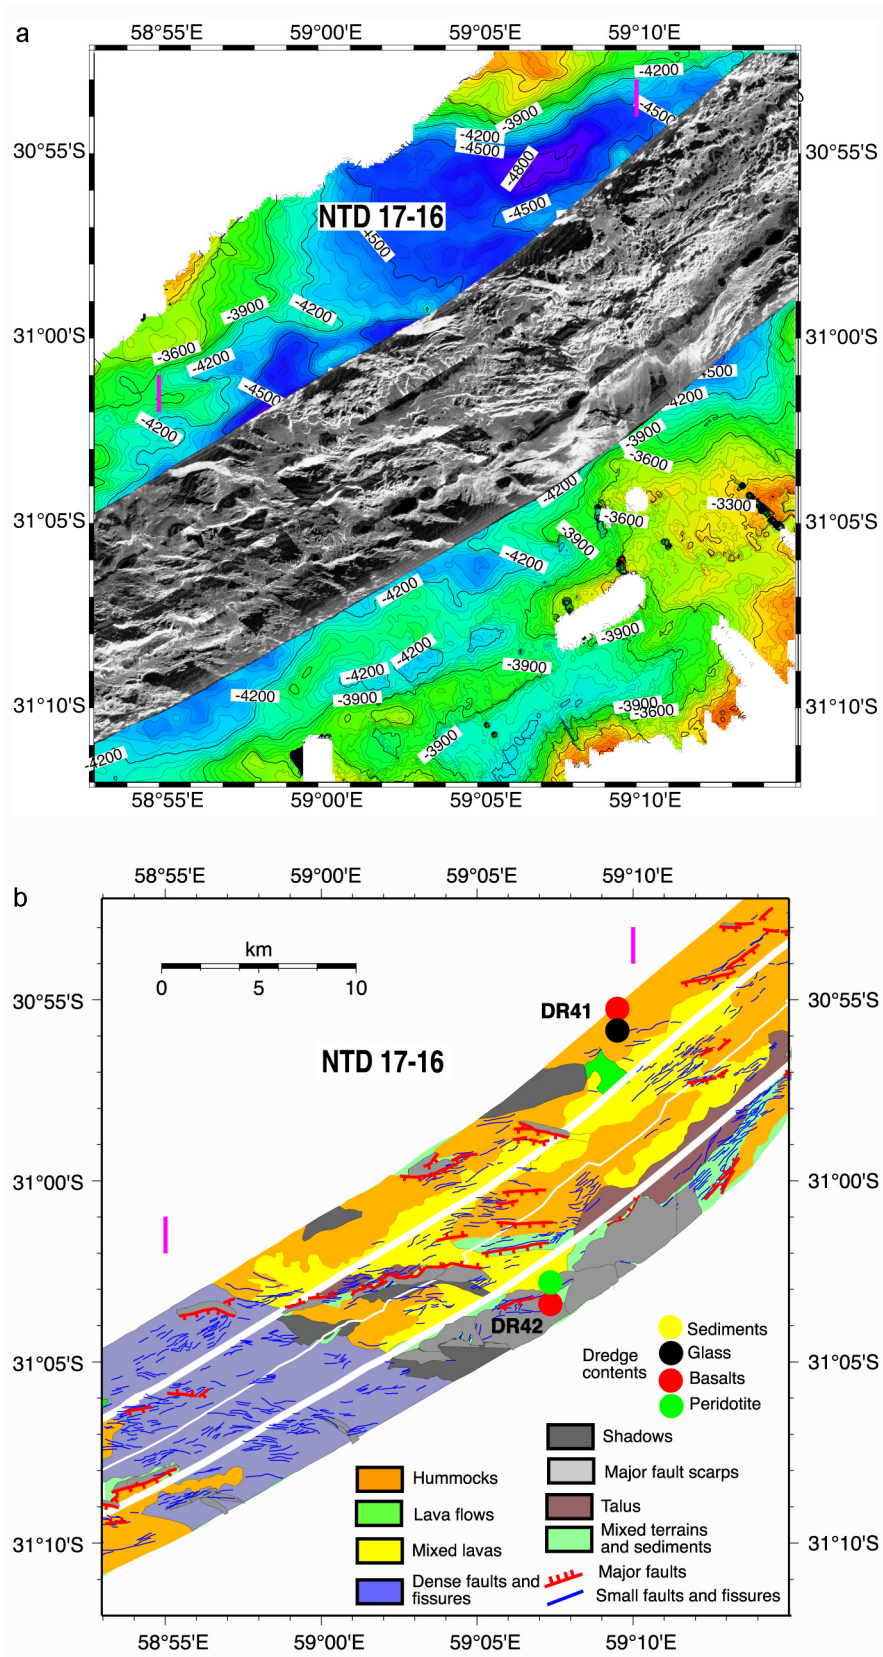 a
58°55'E 59°00'E 59°05'E 59°10'E
-4200
-3900
-4500
-4200
-4500
30°55'S 30°55'S
-4800
-4500
NTD 17-16
-4500
-4200
-3900
31°00'S 31°00'S
-3600
-4200
-4500
-4500
-4200
-4200
-3900
-3600
-4200
-3300
31°05'S -3600 31°05'S
-3900
-4200
-4200
-3900
-4200
-4200
-3900
-4200
-3900
31°10'S -3900 31°10'S
-3600
-3900
-4200
58°55'E 59°00'E 59°05'E 59°10'E
b
58°55'E 59°00'E 59°05'E 59°10'E
km
0 5 10
30°55'S 30°55'S
DR41
NTD 17-16
31°00'S 31°00'S
DR42
31°05'S 31°05'S
Dredge
contents
Sediments
Glass
Basalts
Peridotite
Shadows
Major fault scarps
Talus
Mixed terrains
and sediments
Major faults
Small faults and fissures
Hummocks
Lava flows
Mixed lavas
Dense faults and
fissures
31°10'S 31°10'S
58°55'E 59°00'E 59°05'E 59°10'E